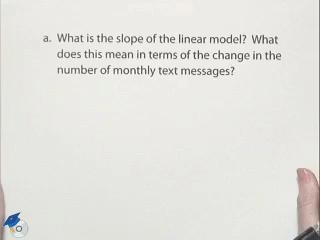 a. What is the slope of the linear model? What
does this mean in terms of the change in the
number of monthly text messages?